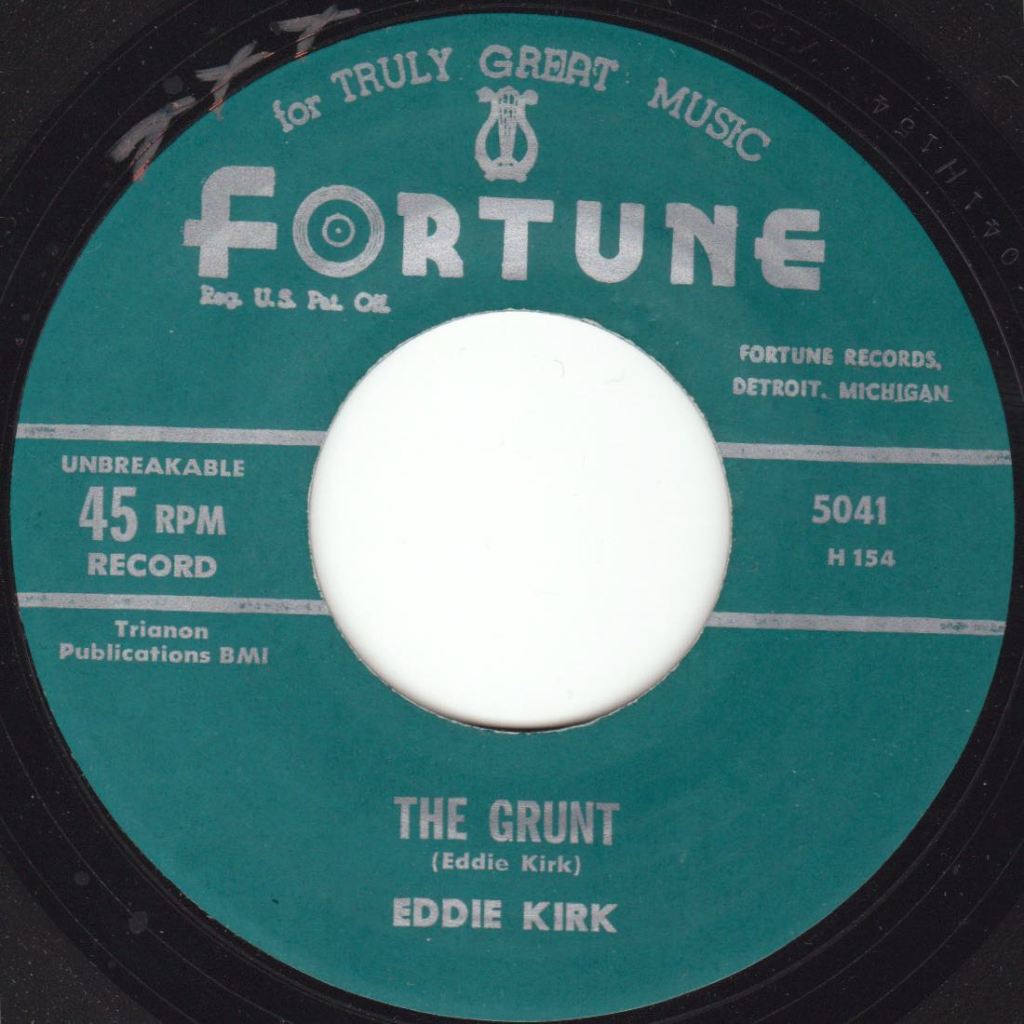 for TRULY GREAT MUSIC
FORTUNE
Reg. U.S. Pat. Off.
FORTUNE RECORDS,
DETROIT, MICHIGAN
UNBREAKABLE
45 RPM
RECORD
5041
H 154
Trianon
Publications BMI
THE GRUNT
(Eddie Kirk)
EDDIE KIRK